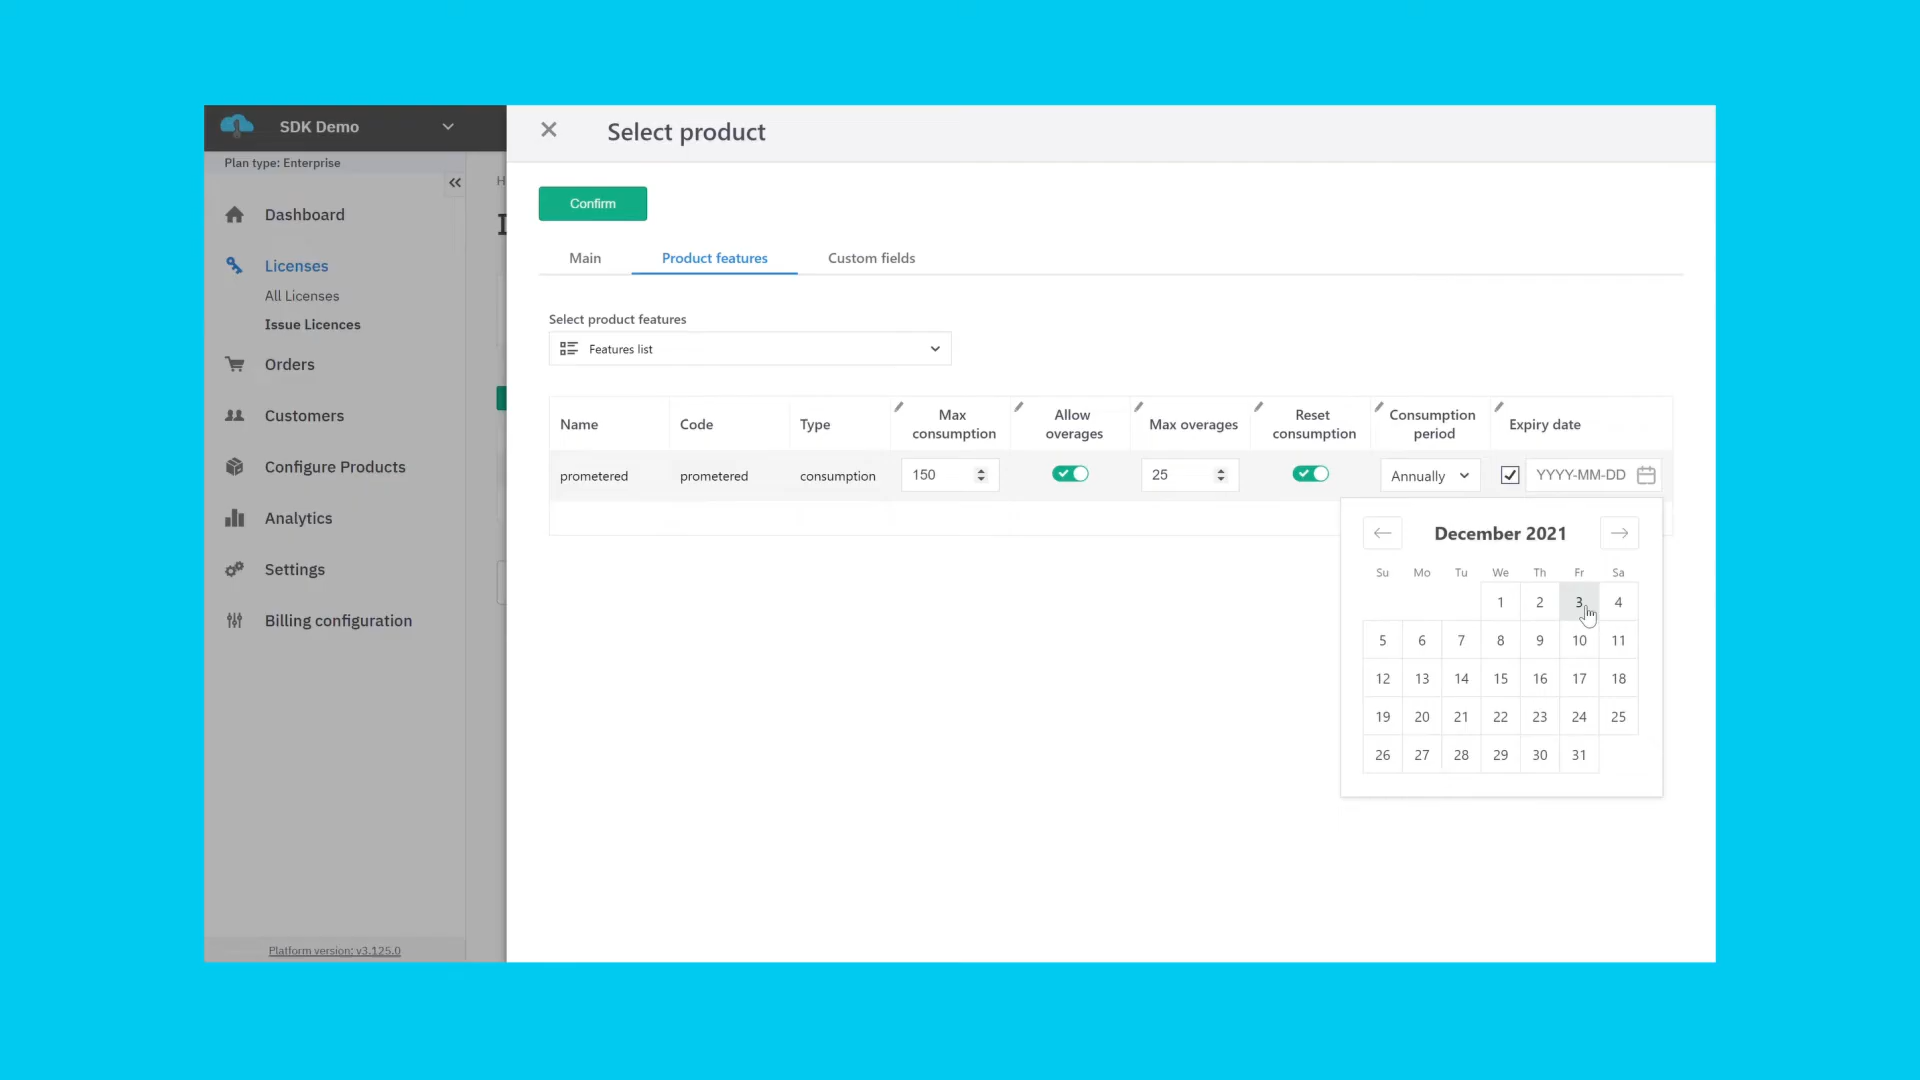 SDK Demo
Plan type: Enterprise
Dashboard
Licenses
All Licenses
Issue Licences
Orders
Customers
Configure Products
Analytics
Settings
Billing configuration
Platform version: v3.125.0
Select product
Confirm
Main
Product features
Custom fields
Select product features
Features list
Name
Code
Type
Max
consumption
Allow
overages
Max overages
Reset
consumption
Consumption
period
Expiry date
prometered
prometered
consumption
150
25
Annually
YYYY-MM-DD
December 2021
Su Mo Tu We Th Fr Sa
1 2 3 4
5 6 7 8 9 10 11
12 13 14 15 16 17 18
19 20 21 22 23 24 25
26 27 28 29 30 31